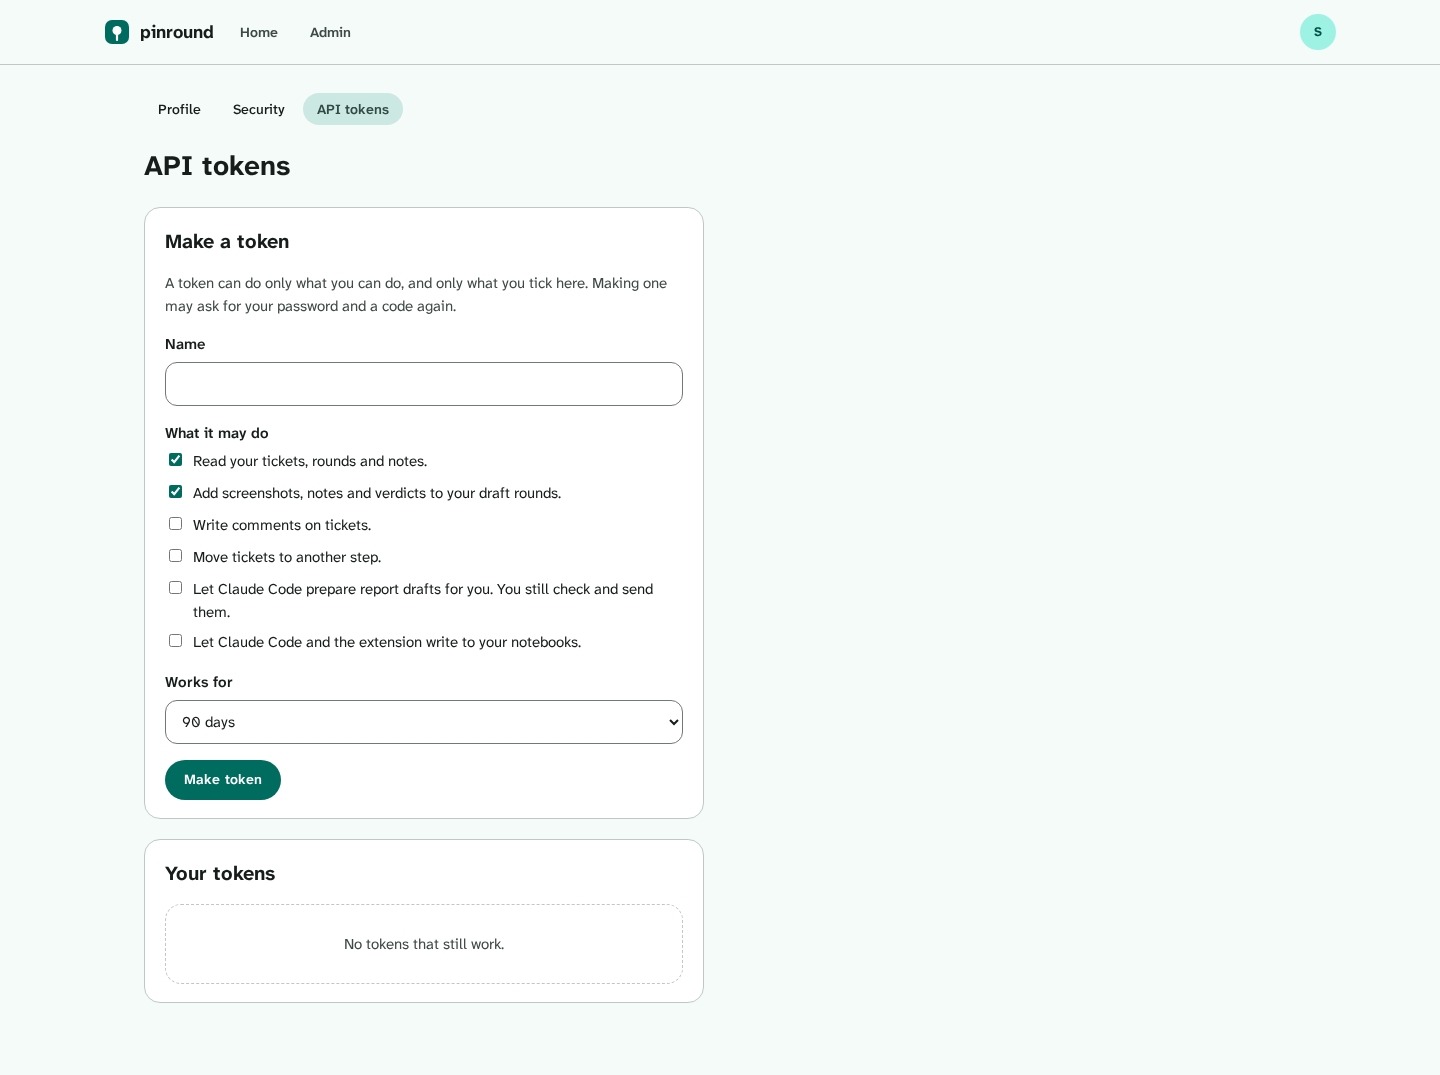 pinround
Home
Admin
S
Profile
Security
API tokens
API tokens
Make a token
A token can do only what you can do, and only what you tick here. Making one
may ask for your password and a code again.
Name
What it may do
Read your tickets, rounds and notes.
Add screenshots, notes and verdicts to your draft rounds.
Write comments on tickets.
Move tickets to another step.
Let Claude Code prepare report drafts for you. You still check and send
them.
Let Claude Code and the extension write to your notebooks.
Works for
90 days
Make token
Your tokens
No tokens that still work.